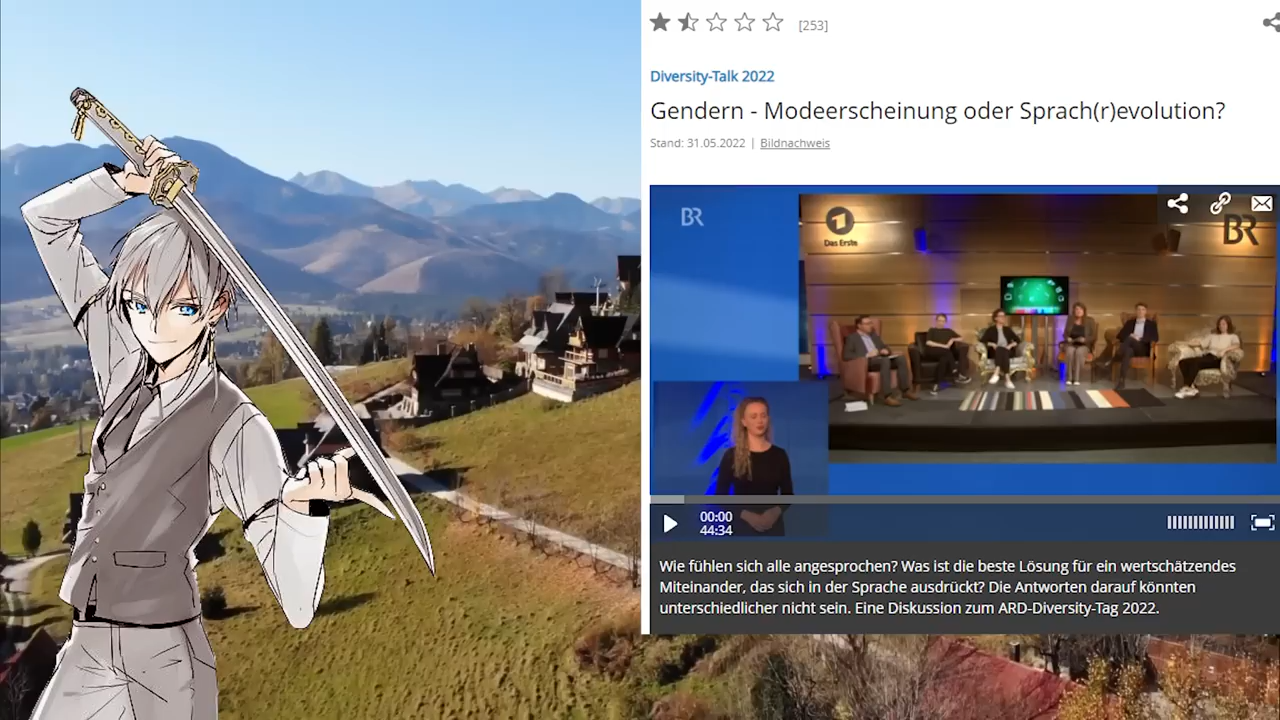 [253]
Diversity-Talk 2022
Gendern - Modeerscheinung oder Sprach(r)evolution?
Stand: 31.05.2022 | Bildnachweis
BR
Das Erste
BR
00:00
44:34
Wie fühlen sich alle angesprochen? Was ist die beste Lösung für ein wertschätzendes
Miteinander, das sich in der Sprache ausdrückt? Die Antworten darauf könnten
unterschiedlicher nicht sein. Eine Diskussion zum ARD-Diversity-Tag 2022.